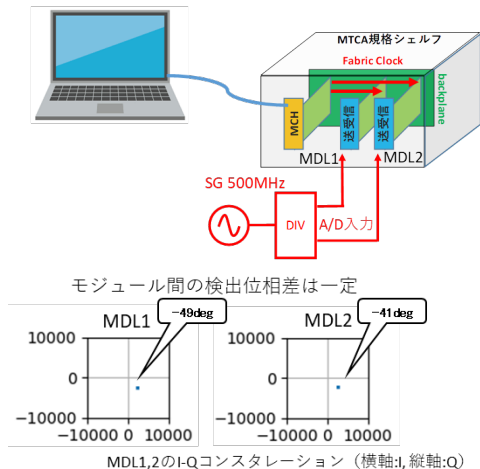 MTCA規格シェルフ
Fabric Clock
backplane
MCH
送受信
送受信
MDL1
MDL2
SG 500MHz
DIV
A/D入力
モジュール間の検出位相差は一定
−49deg
−41deg
MDL1
MDL2
10000
0
−10000
−10000 0 10000
10000
0
−10000
−10000 0 10000
MDL1,2のI-Qコンスタレーション（横軸:I, 縦軸:Q）